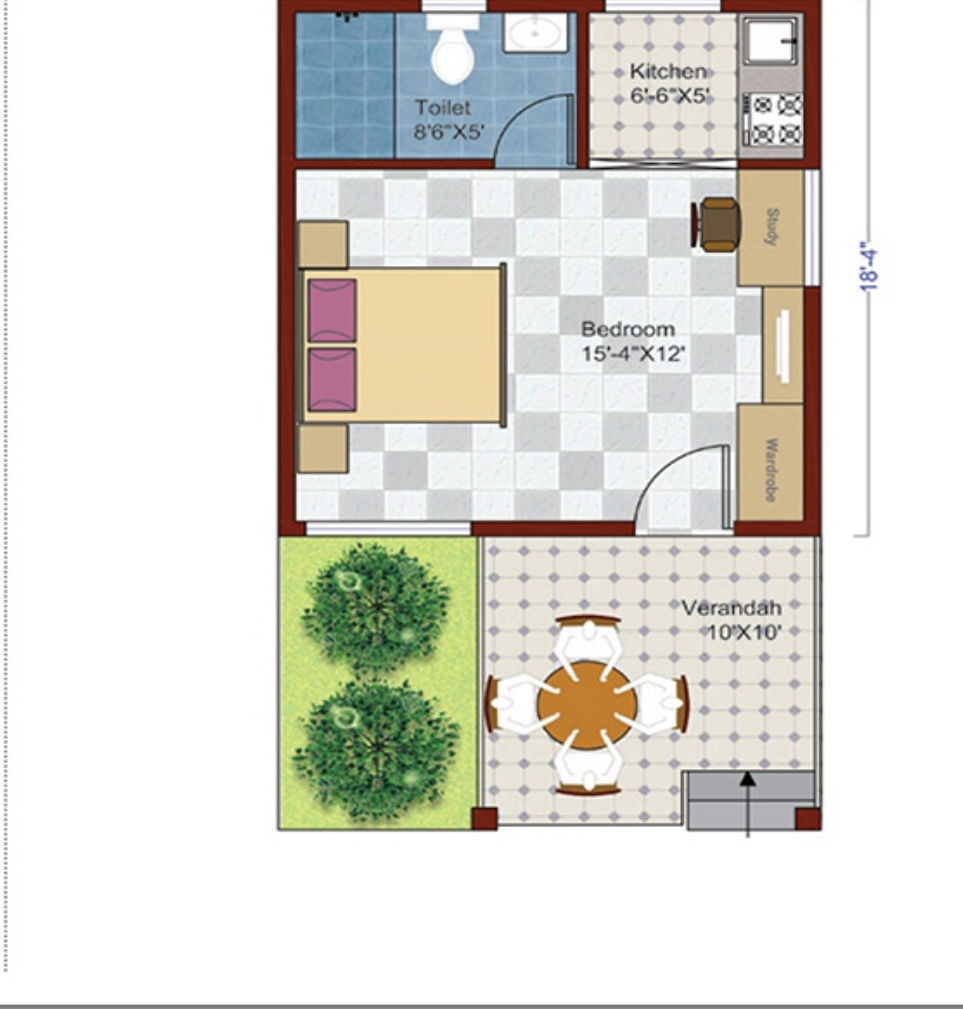 Kitchen
6'-6"X5'
Toilet
8'6"X5'
Study
18'-4"
Bedroom
15'-4"X12'
Wardrobe
Verandah
10'X10'